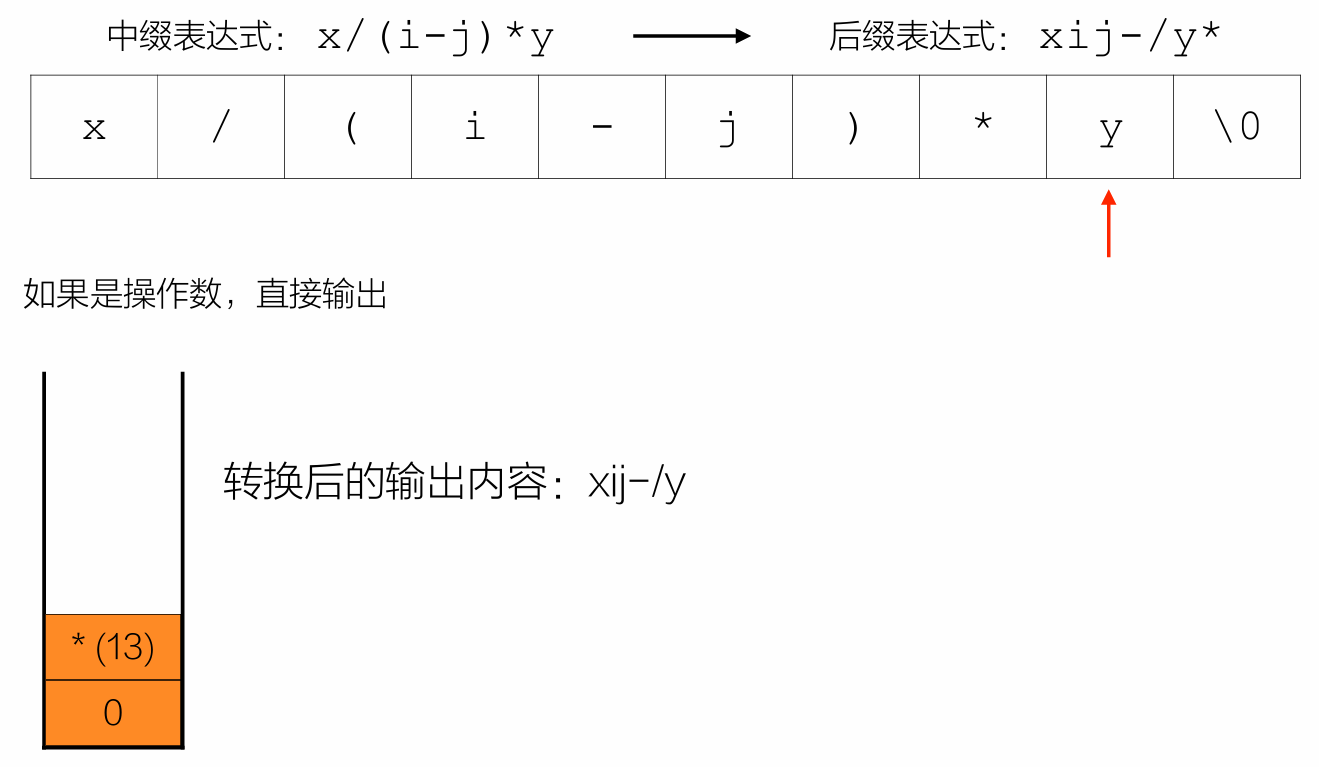 中缀表达式： x/(i-j)*y 后缀表达式： xij-/y*
x / ( i - j ) * y \0
如果是操作数，直接输出
转换后的输出内容：xij-/y
* (13)
0